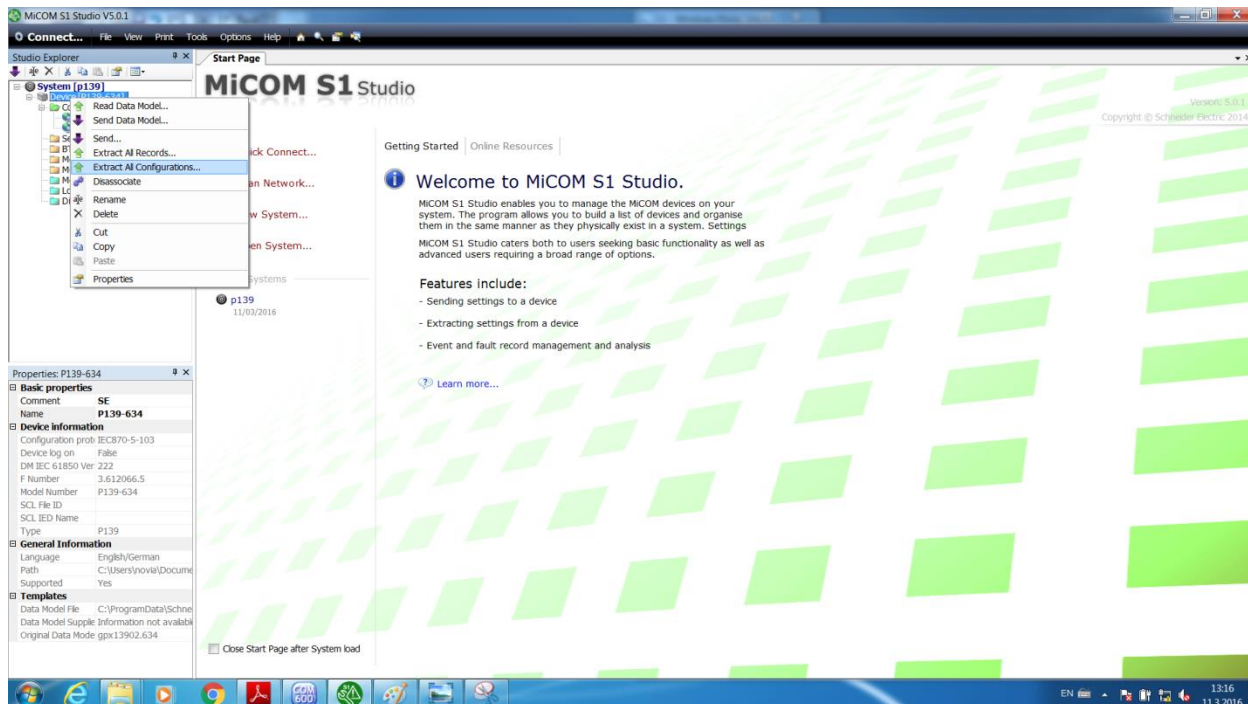 MiCOM S1 Studio V5.0.1
Connect... File View Print Tools Options Help
Studio Explorer
Start Page
System [p139]
Device [P139-634]
Read Data Model...
Send Data Model...
Send...
Extract All Records...
Extract All Configurations...
Disassociate
Rename
Delete
Cut
Copy
Paste
Properties
MiCOM S1 Studio
Version: 5.0.1
Copyright © Schneider Electric 2014
ick Connect...
an Network...
w System...
en System...
Systems
p139
11/03/2016
Getting Started Online Resources
Welcome to MiCOM S1 Studio.
MiCOM S1 Studio enables you to manage the MiCOM devices on your
system. The program allows you to build a list of devices and organise
them in the same manner as they physically exist in a system. Settings
MiCOM S1 Studio caters both to users seeking basic functionality as well as
advanced users requiring a broad range of options.
Features include:
- Sending settings to a device
- Extracting settings from a device
- Event and fault record management and analysis
Learn more...
Properties: P139-634
Basic properties
Comment SE
Name P139-634
Device information
Configuration prot IEC870-5-103
Device log on False
DM IEC 61850 Ver 222
F Number 3.612066.5
Model Number P139-634
SCL File ID
SCL IED Name
Type P139
General Information
Language English/German
Path C:\Users\novia\Docume
Supported Yes
Templates
Data Model File C:\ProgramData\Schne
Data Model Supplie Information not availabl
Original Data Mode gpx13902.634
Close Start Page after System load
COM
600
EN
13:16
11.3.2016